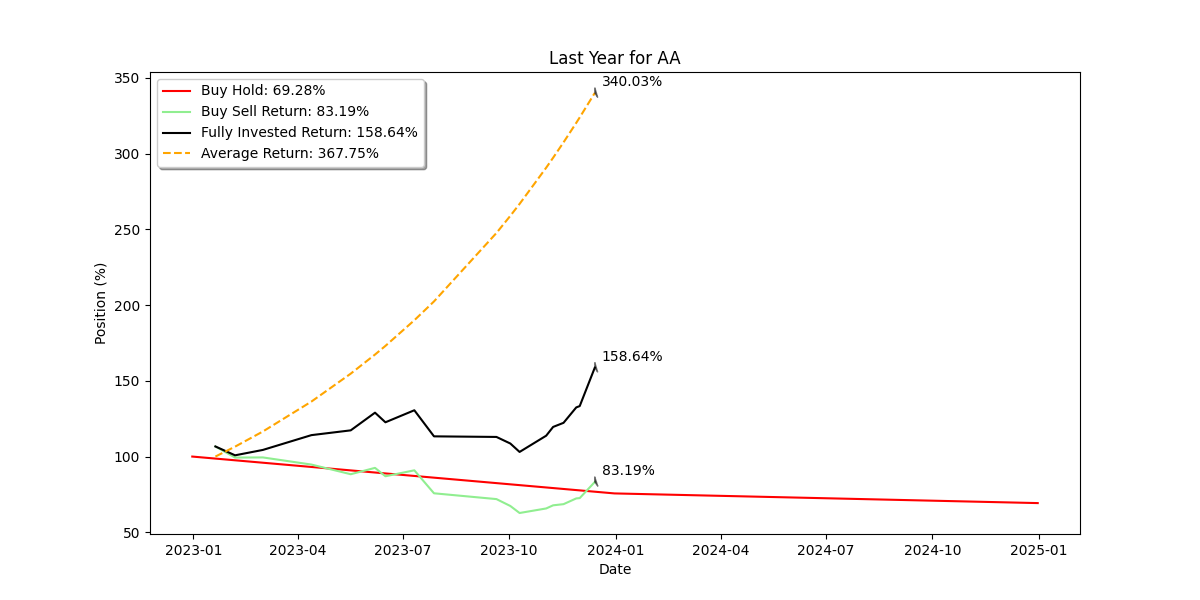 Last Year for AA
Buy Hold: 69.28%
Buy Sell Return: 83.19%
Fully Invested Return: 158.64%
Average Return: 367.75%
340.03%
158.64%
83.19%
Position (%)
350
300
250
200
150
100
50
2023-01 2023-04 2023-07 2023-10 2024-01 2024-04 2024-07 2024-10 2025-01
Date